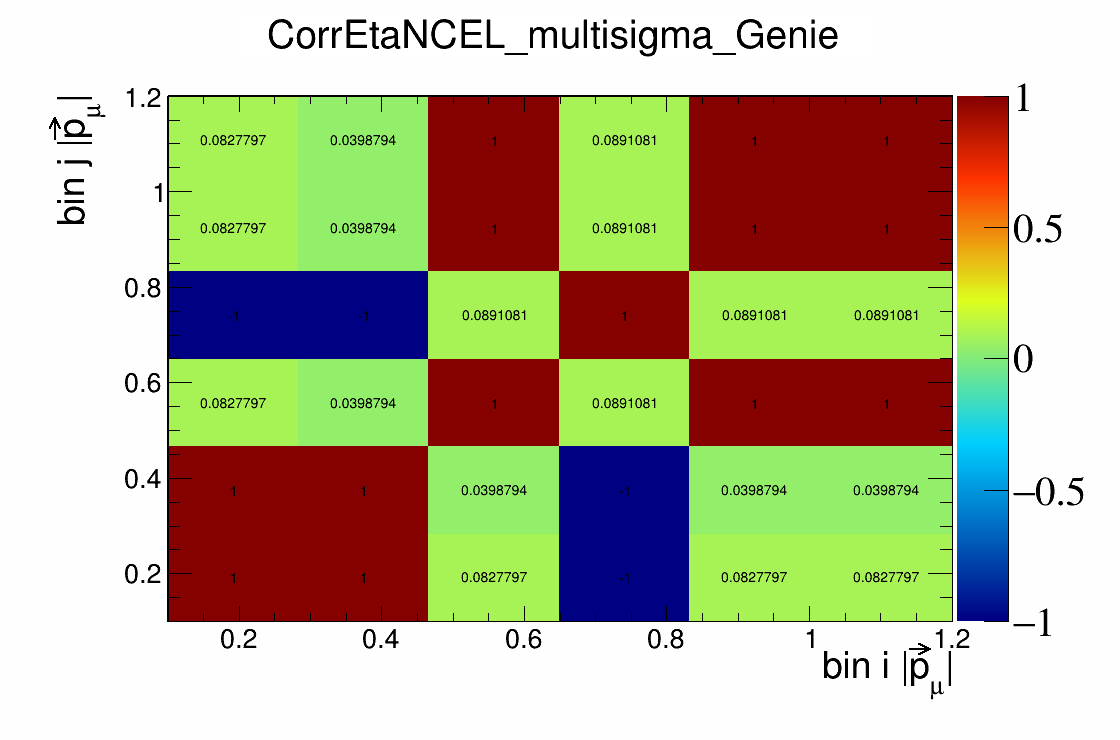 CorrEtaNCEL_multisigma_Genie
bin j |p⃗μ|
1.2
1
0.8
0.6
0.4
0.2
0.0827797 0.0398794 1 0.0891081 1 1
0.0827797 0.0398794 1 0.0891081 1 1
-1 -1 0.0891081 1 0.0891081 0.0891081
0.0827797 0.0398794 1 0.0891081 1 1
1 1 0.0398794 -1 0.0398794 0.0398794
1 1 0.0827797 -1 0.0827797 0.0827797
1
0.5
0
−0.5
−1
0.2 0.4 0.6 0.8 1 1.2
bin i |p⃗μ|